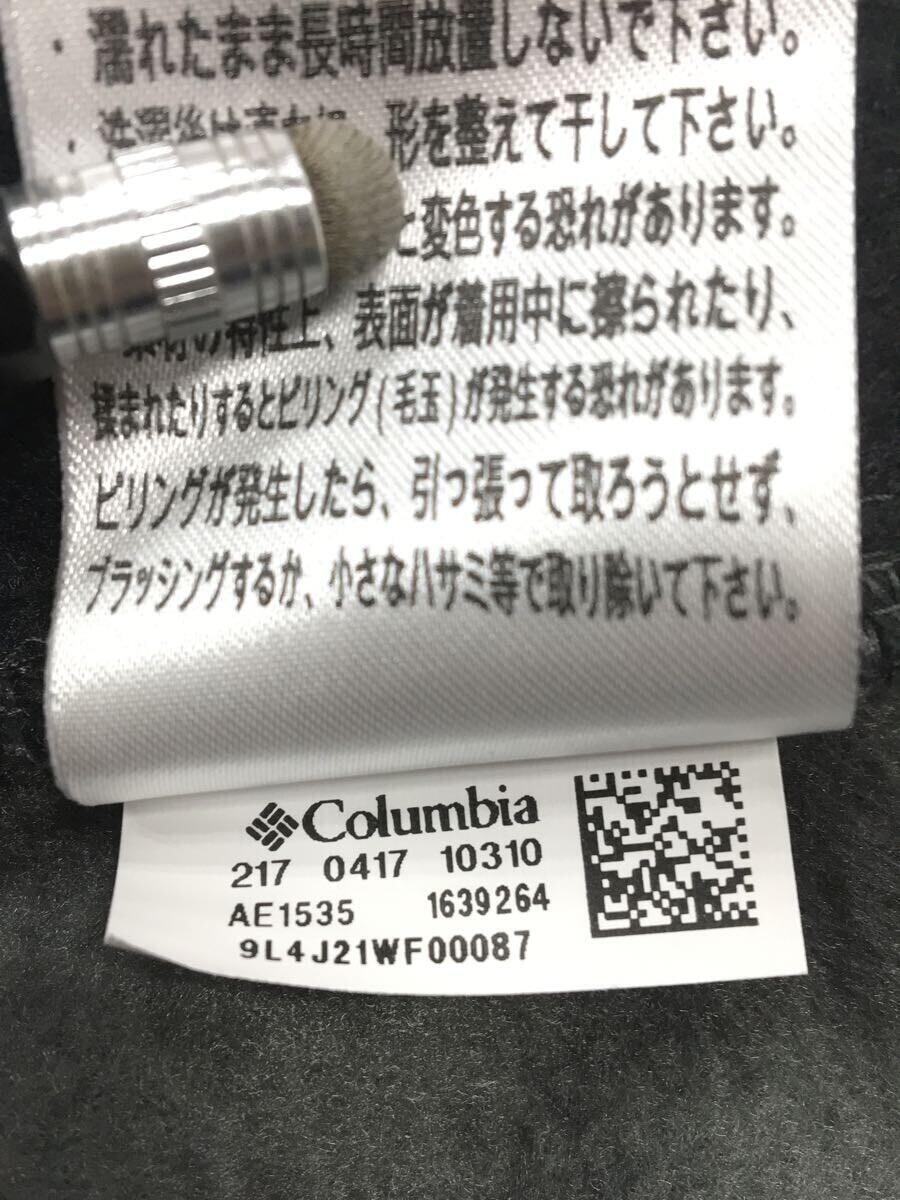 ・濡れたまま長時間放置しないで下さい。
・洗濯後は直ちに、形を整えて干して下さい。
と変色する恐れがあります。
素材の特性上、表面が着用中に擦られたり、
揉まれたりするとピリング(毛玉)が発生する恐れがあります。
ピリングが発生したら、引っ張って取ろうとせず、
ブラッシングするか、小さなハサミ等で取り除いて下さい。
Columbia
217 0417 10310
AE1535 1639264
9L4J21WF00087